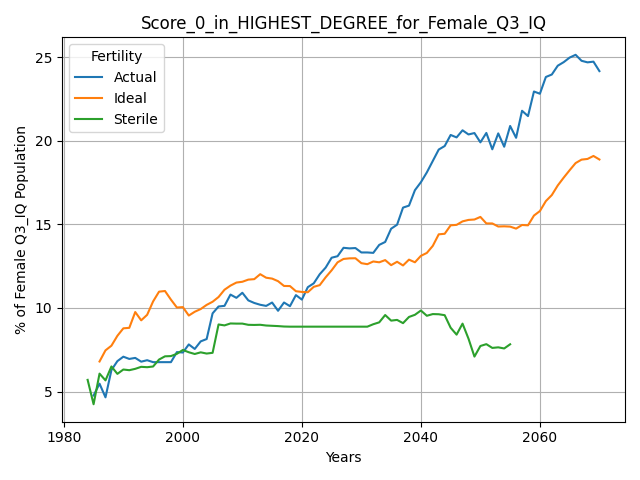 Score_0_in_HIGHEST_DEGREE_for_Female_Q3_IQ
Fertility
Actual
Ideal
Sterile
% of Female Q3_IQ Population
25
20
15
10
5
1980
2000
2020
2040
2060
Years